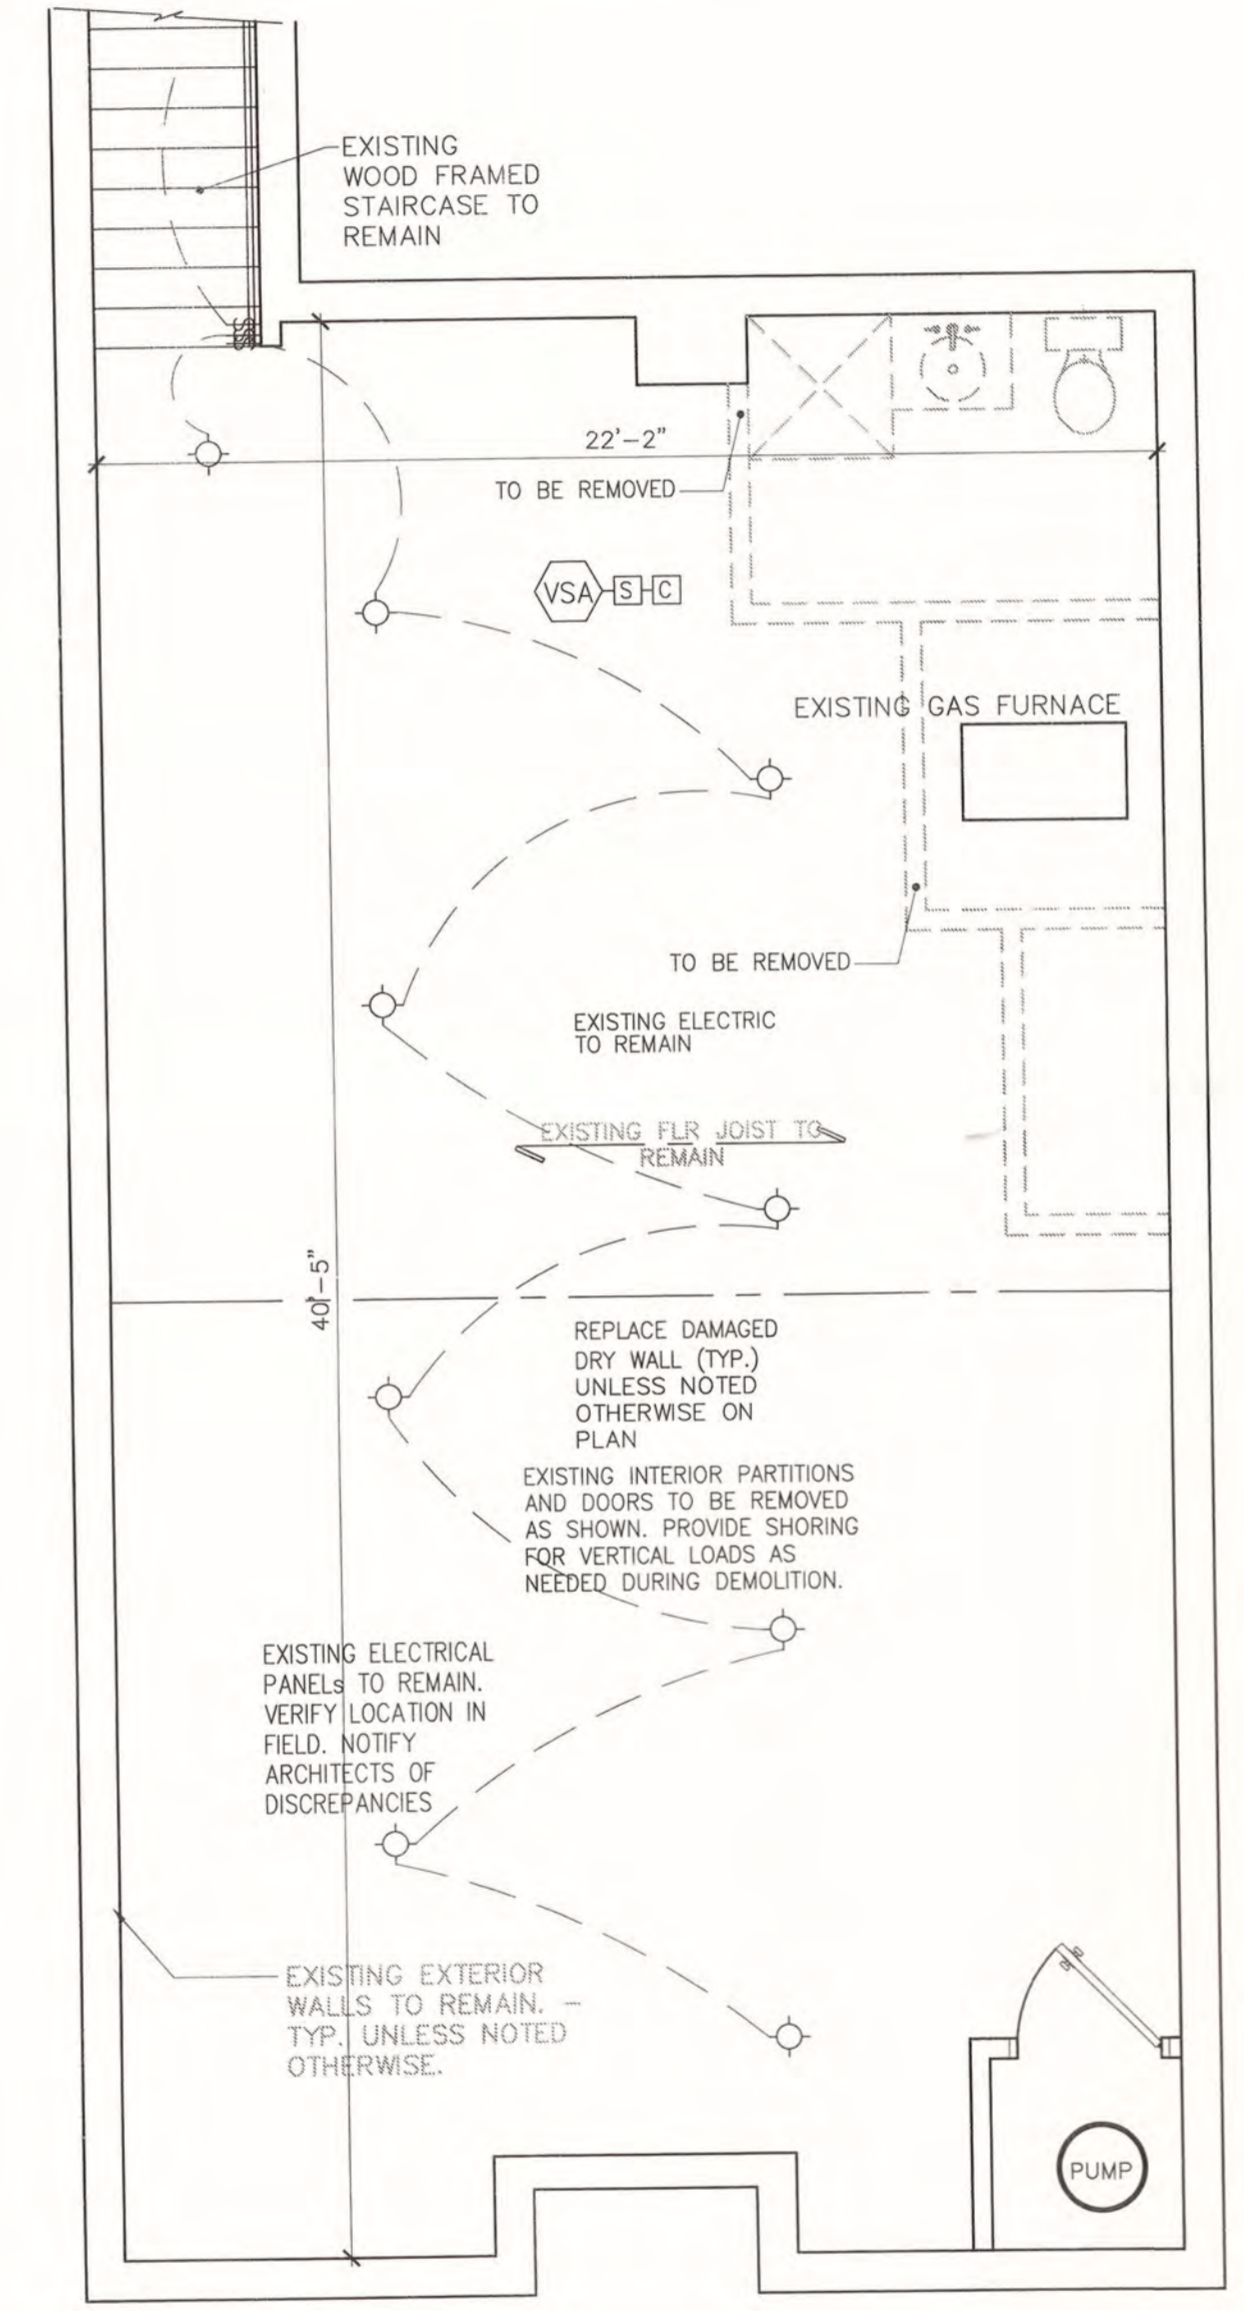 EXISTING
WOOD FRAMED
STAIRCASE TO
REMAIN
22'-2"
TO BE REMOVED
VSA S C
EXISTING GAS FURNACE
TO BE REMOVED
EXISTING ELECTRIC
TO REMAIN
EXISTING FLR JOIST TO
REMAIN
40'-5"
REPLACE DAMAGED
DRY WALL (TYP.)
UNLESS NOTED
OTHERWISE ON
PLAN
EXISTING INTERIOR PARTITIONS
AND DOORS TO BE REMOVED
AS SHOWN. PROVIDE SHORING
FOR VERTICAL LOADS AS
NEEDED DURING DEMOLITION.
EXISTING ELECTRICAL
PANELs TO REMAIN.
VERIFY LOCATION IN
FIELD. NOTIFY
ARCHITECTS OF
DISCREPANCIES
EXISTING EXTERIOR
WALLS TO REMAIN. –
TYP. UNLESS NOTED
OTHERWISE.
PUMP